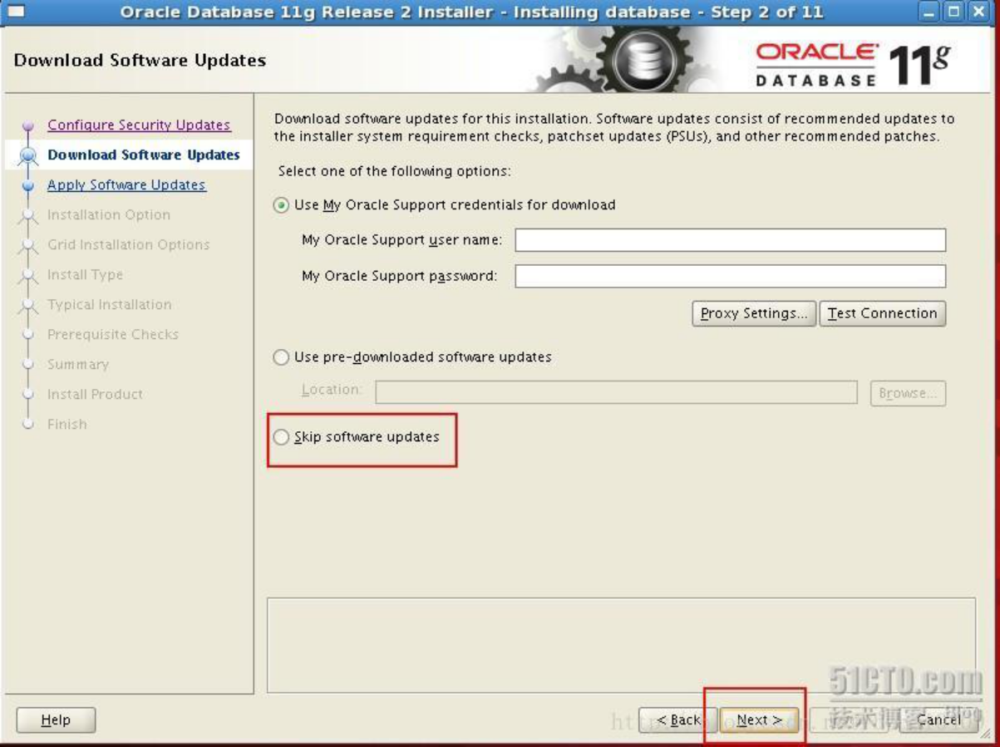 Oracle Database 11g Release 2 Installer - Installing database - Step 2 of 11
Download Software Updates
ORACLE
DATABASE
11g
Configure Security Updates
Download Software Updates
Apply Software Updates
Installation Option
Grid Installation Options
Install Type
Typical Installation
Prerequisite Checks
Summary
Install Product
Finish
Download software updates for this installation. Software updates consist of recommended updates to
the installer system requirement checks, patchset updates (PSUs), and other recommended patches.
Select one of the following options:
Use My Oracle Support credentials for download
My Oracle Support user name:
My Oracle Support password:
Proxy Settings... Test Connection
Use pre-downloaded software updates
Location: Browse...
Skip software updates
51CTO.com
技术博客 Blog
Help < Back Next > Cancel